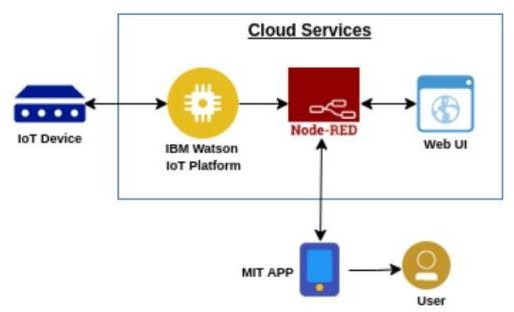 Cloud Services
IoT Device
IBM Watson
IoT Platform
Node-RED
Web UI
MIT APP
User